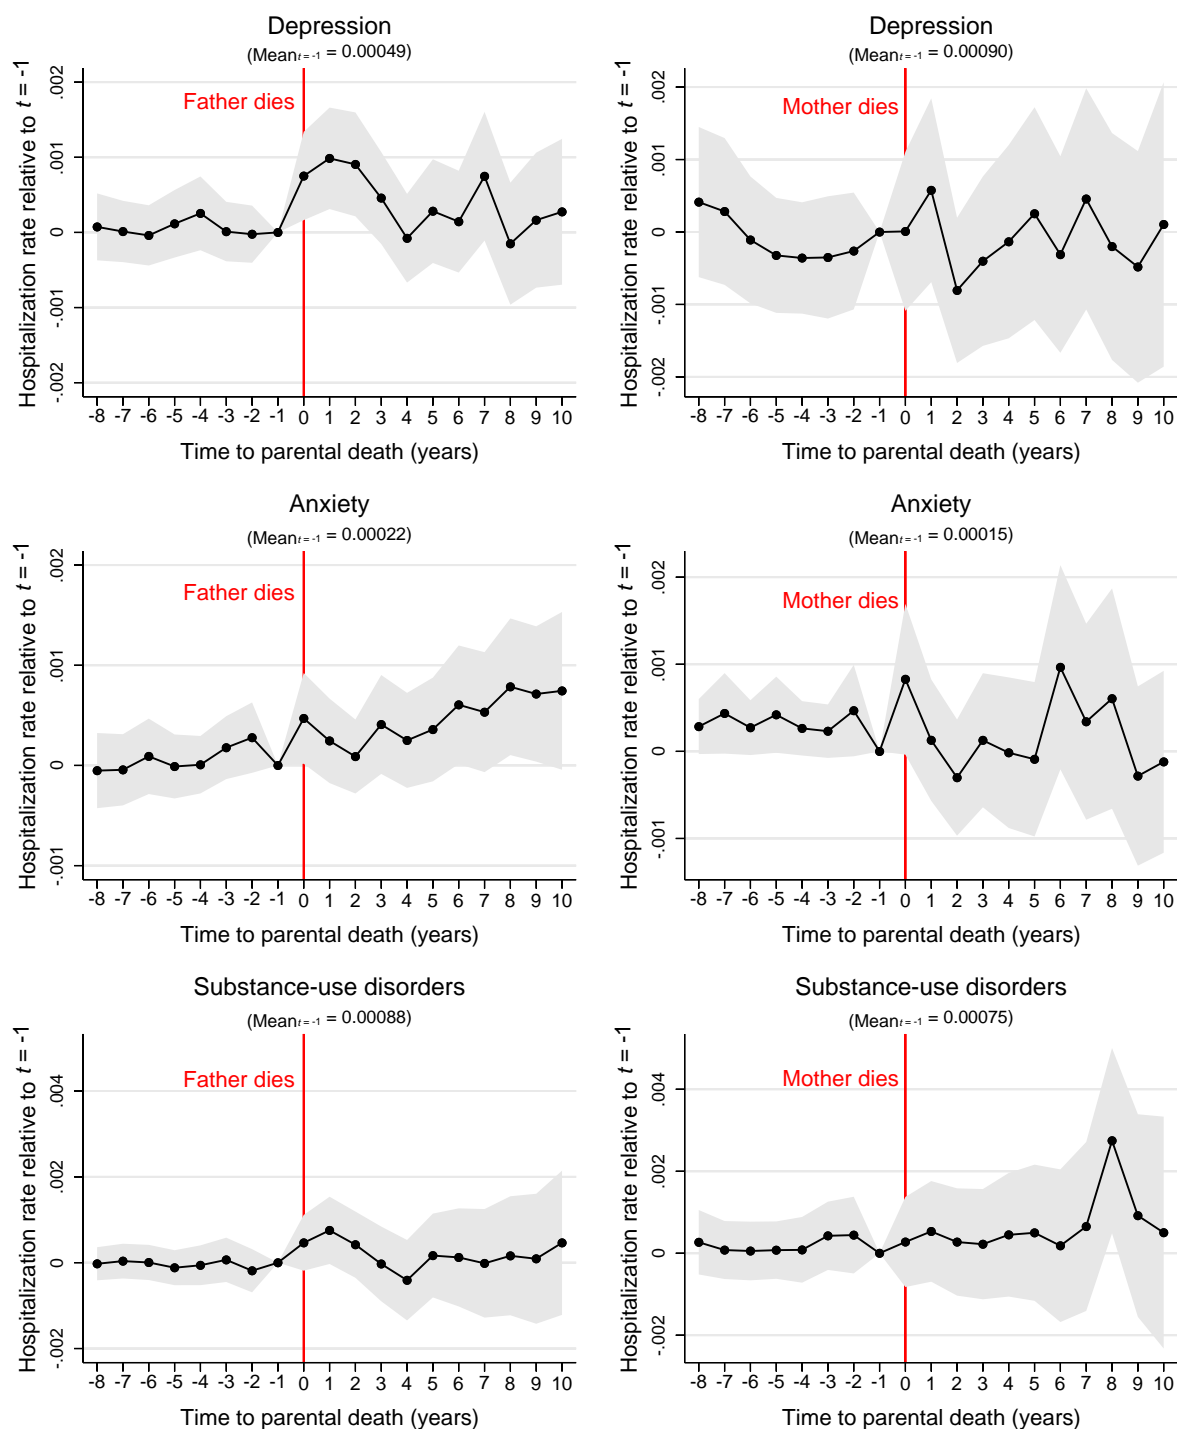 Depression
(Mean t = -1 = 0.00049)
Hospitalization rate relative to t = -1
.002
.001
0
-.001
-.002
Father dies
-8 -7 -6 -5 -4 -3 -2 -1 0 1 2 3 4 5 6 7 8 9 10
Time to parental death (years)
Depression
(Mean t = -1 = 0.00090)
Hospitalization rate relative to t = -1
.002
.001
0
-.001
-.002
Mother dies
-8 -7 -6 -5 -4 -3 -2 -1 0 1 2 3 4 5 6 7 8 9 10
Time to parental death (years)
Anxiety
(Mean t = -1 = 0.00022)
Hospitalization rate relative to t = -1
.002
.001
0
-.001
Father dies
-8 -7 -6 -5 -4 -3 -2 -1 0 1 2 3 4 5 6 7 8 9 10
Time to parental death (years)
Anxiety
(Mean t = -1 = 0.00015)
Hospitalization rate relative to t = -1
.002
.001
0
-.001
Mother dies
-8 -7 -6 -5 -4 -3 -2 -1 0 1 2 3 4 5 6 7 8 9 10
Time to parental death (years)
Substance-use disorders
(Mean t = -1 = 0.00088)
Hospitalization rate relative to t = -1
.004
.002
0
-.002
Father dies
-8 -7 -6 -5 -4 -3 -2 -1 0 1 2 3 4 5 6 7 8 9 10
Time to parental death (years)
Substance-use disorders
(Mean t = -1 = 0.00075)
Hospitalization rate relative to t = -1
.004
.002
0
-.002
Mother dies
-8 -7 -6 -5 -4 -3 -2 -1 0 1 2 3 4 5 6 7 8 9 10
Time to parental death (years)